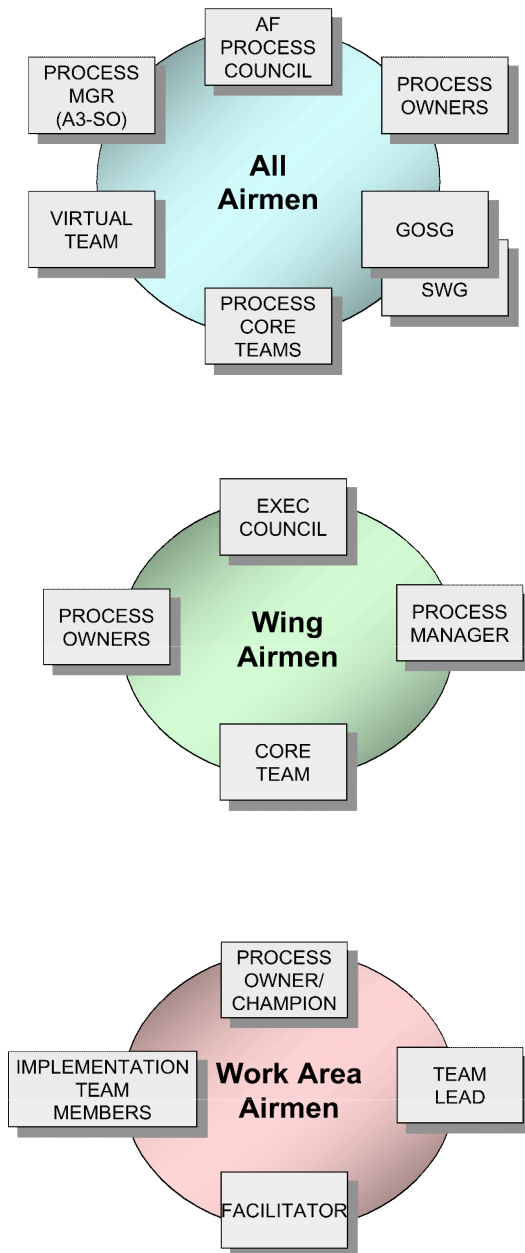 AF
PROCESS
COUNCIL
PROCESS
MGR
(A3-SO)
PROCESS
OWNERS
All
Airmen
VIRTUAL
TEAM
GOSG
SWG
PROCESS
CORE
TEAMS
EXEC
COUNCIL
PROCESS
OWNERS
Wing
Airmen
PROCESS
MANAGER
CORE
TEAM
PROCESS
OWNER/
CHAMPION
IMPLEMENTATION
TEAM
MEMBERS
Work Area
Airmen
TEAM
LEAD
FACILITATOR